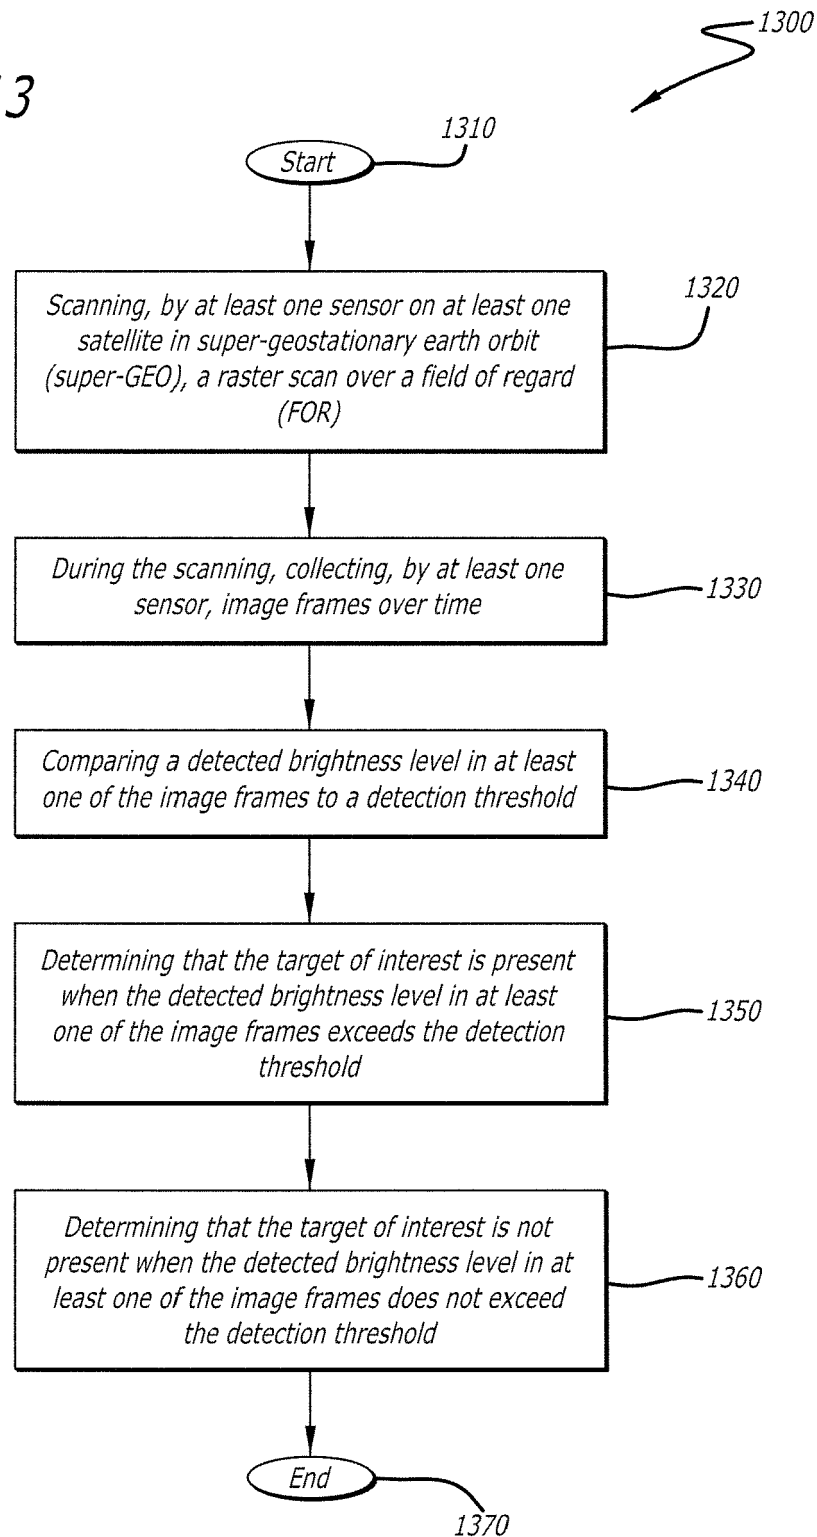 1300
13
1310
Start
Scanning, by at least one sensor on at least one
satellite in super-geostationary earth orbit
(super-GEO), a raster scan over a field of regard
(FOR)
1320
During the scanning, collecting, by at least one
sensor, image frames over time
1330
Comparing a detected brightness level in at least
one of the image frames to a detection threshold
1340
Determining that the target of interest is present
when the detected brightness level in at least
one of the image frames exceeds the detection
threshold
1350
Determining that the target of interest is not
present when the detected brightness level in at
least one of the image frames does not exceed
the detection threshold
1360
End
1370